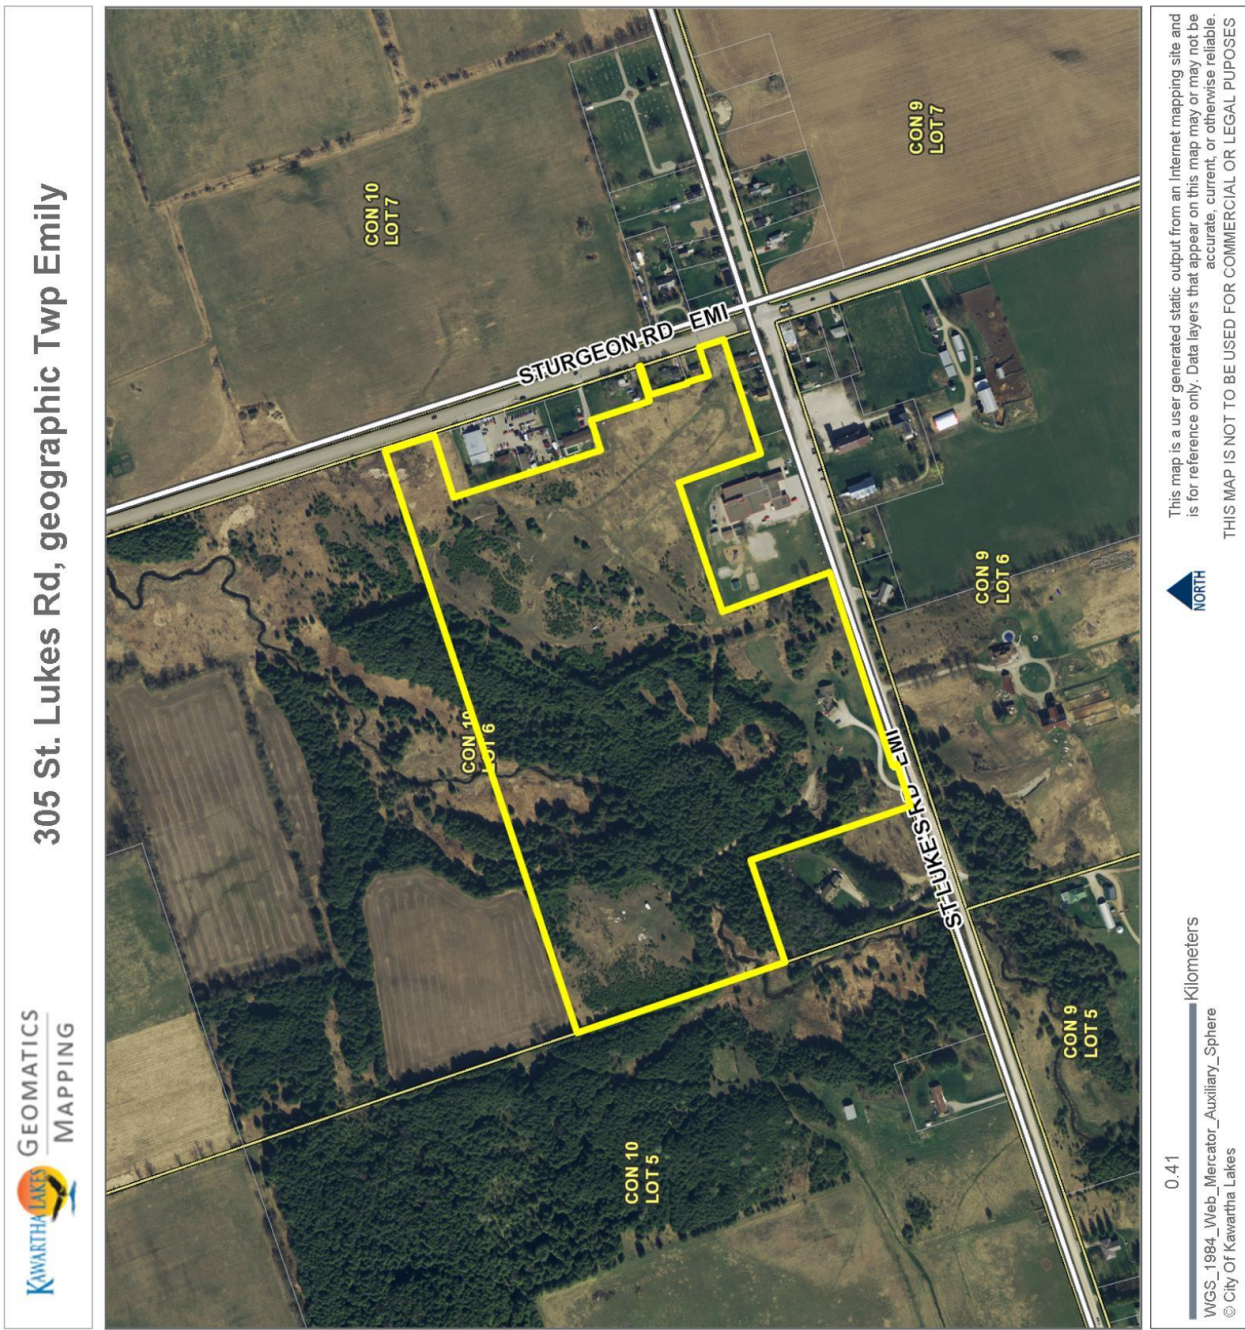 KAWARTHA LAKES
GEOMATICS
MAPPING
305 St. Lukes Rd, geographic Twp Emily
CON 10
LOT 7
CON 9
LOT 7
STURGEON RD EMI
CON 10
LOT 6
CON 9
LOT 6
ST LUKE'S RD EMI
CON 10
LOT 5
CON 9
LOT 5
0.41
Kilometers
WGS_1984_Web_Mercator_Auxiliary_Sphere
© City Of Kawartha Lakes
NORTH
This map is a user generated static output from an Internet mapping site and
is for reference only. Data layers that appear on this map may or may not be
accurate, current, or otherwise reliable.
THIS MAP IS NOT TO BE USED FOR COMMERCIAL OR LEGAL PUPOSES